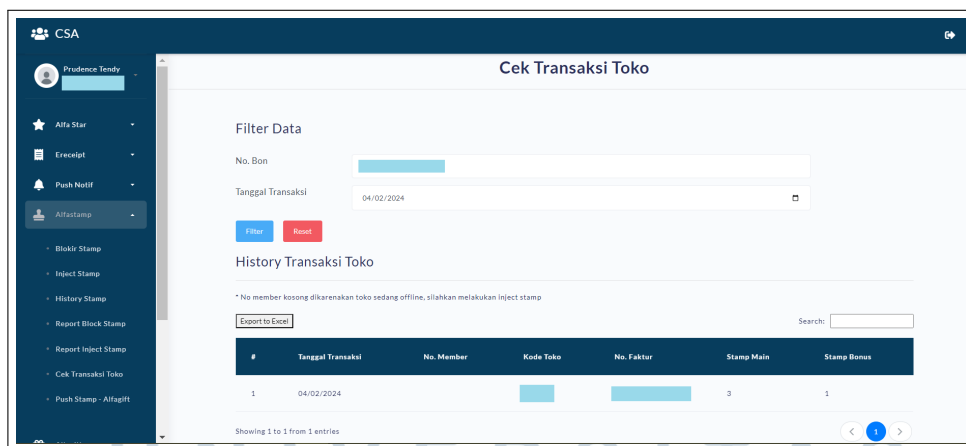 CSA
Prudence Tendy
Alfa Star
Ereceipt
Push Notif
Alfastamp
Blokir Stamp
Inject Stamp
History Stamp
Report Block Stamp
Report Inject Stamp
Cek Transaksi Toko
Push Stamp - Alfagift
Cek Transaksi Toko
Filter Data
No. Bon
Tanggal Transaksi 04/02/2024
Filter Reset
History Transaksi Toko
* No member kosong dikarenakan toko sedang offline, silahkan melakukan inject stamp
Export to Excel Search:
# Tanggal Transaksi No. Member Kode Toko No. Faktur Stamp Main Stamp Bonus
1 04/02/2024 3 1
Showing 1 to 1 from 1 entries
1